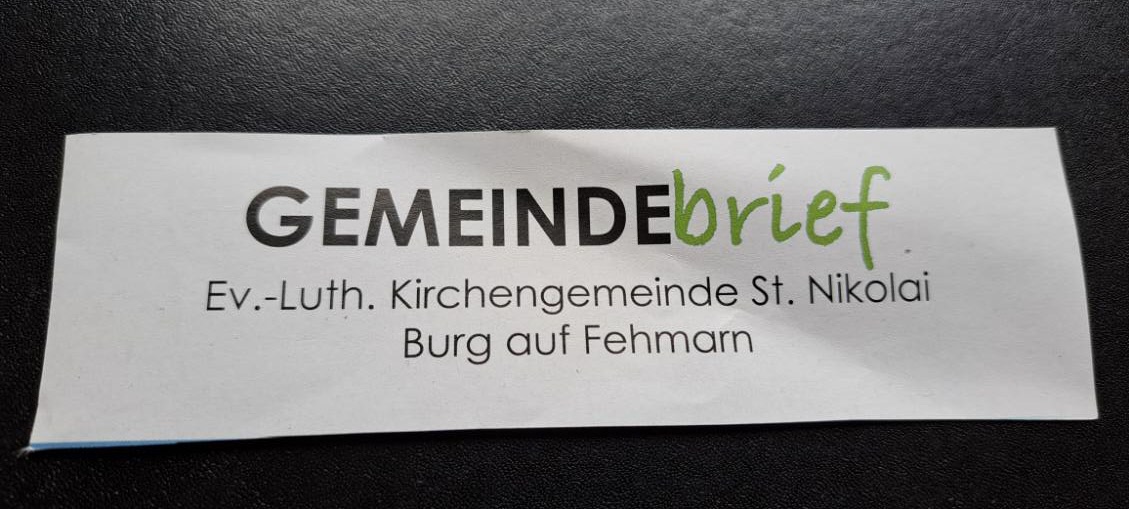 GEMEINDEbrief
Ev.-Luth. Kirchengemeinde St. Nikolai
Burg auf Fehmarn